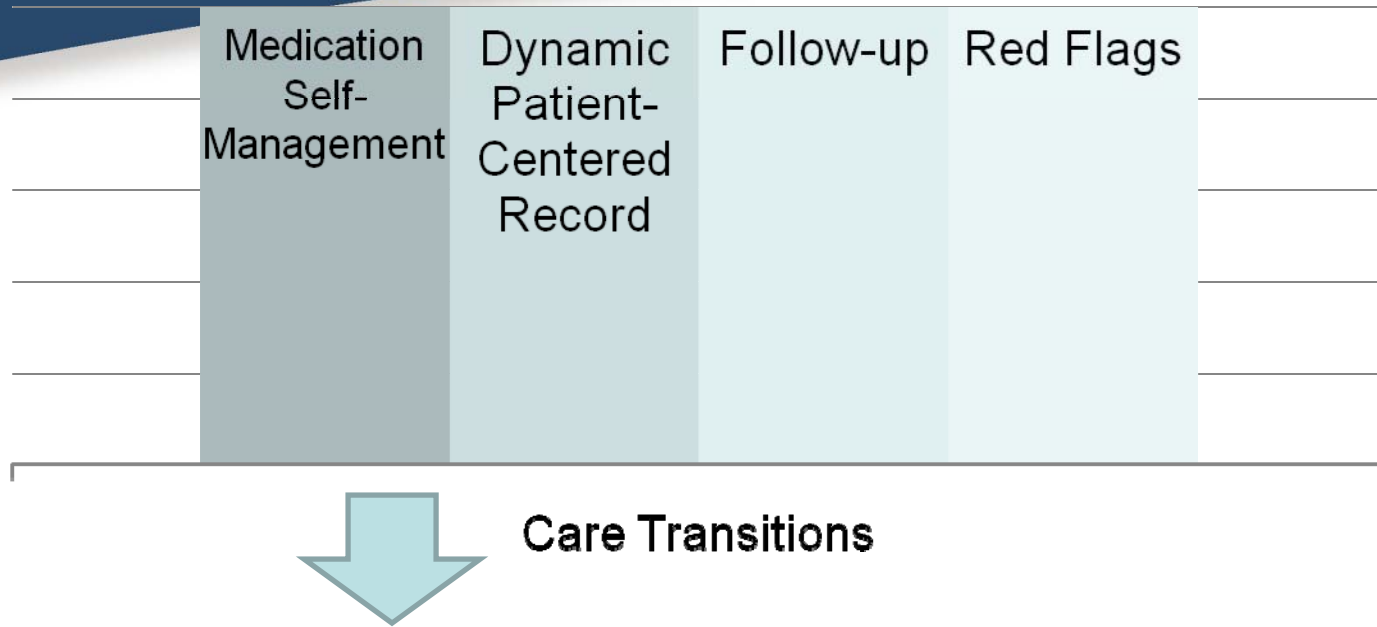 Medication
Self-
Management
Dynamic
Patient-
Centered
Record
Follow-up
Red Flags
Care Transitions